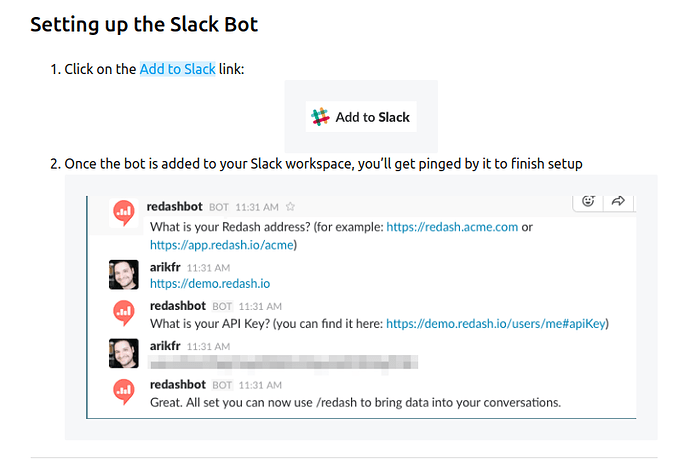 Setting up the Slack Bot
1. Click on the Add to Slack link:
Add to Slack
2. Once the bot is added to your Slack workspace, you’ll get pinged by it to finish setup
redashbot BOT 11:31 AM
What is your Redash address? (for example: https://redash.acme.com or
https://app.redash.io/acme)
arikfr 11:31 AM
https://demo.redash.io
redashbot BOT 11:31 AM
What is your API Key? (you can find it here: https://demo.redash.io/users/me#apiKey)
arikfr 11:31 AM
redashbot BOT 11:31 AM
Great. All set you can now use /redash to bring data into your conversations.